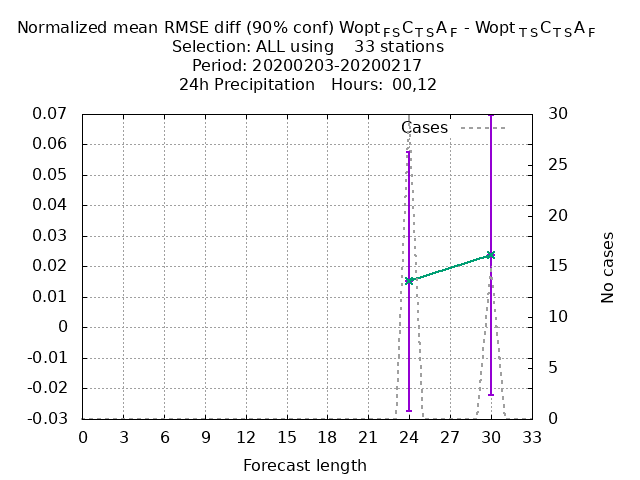 Normalized mean RMSE diff (90% conf) Wopt FS C TS A F - Wopt TS C TS A F
Selection: ALL using 33 stations
Period: 20200203-20200217
24h Precipitation Hours: 00,12
Cases
0.07
0.06
0.05
0.04
0.03
0.02
0.01
0
-0.01
-0.02
-0.03
30
25
20
15
10
5
0
No cases
0 3 6 9 12 15 18 21 24 27 30 33
Forecast length